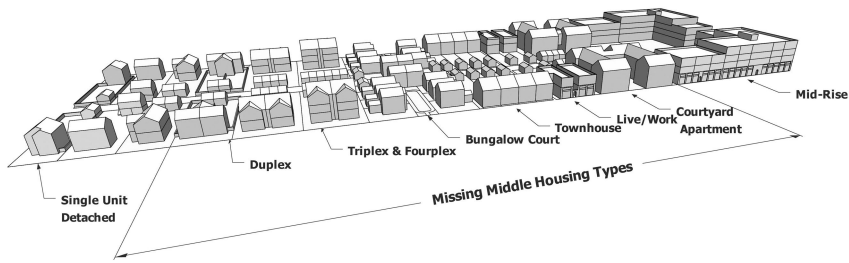 Single Unit
Detached
Duplex
Triplex & Fourplex
Bungalow Court
Townhouse
Live/Work
Courtyard
Apartment
Mid-Rise
Missing Middle Housing Types